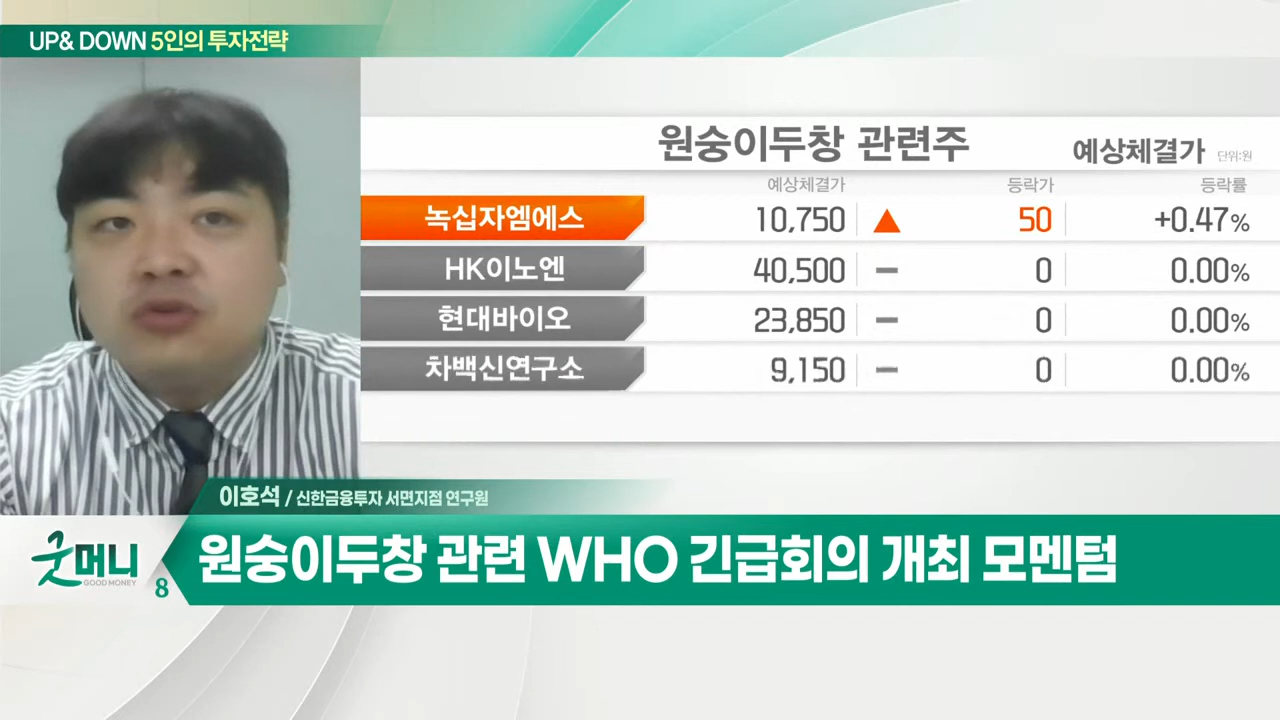 UP& DOWN 5인의 투자전략
원숭이두창 관련주 예상체결가 단위:원
예상체결가 등락가 등락률
녹십자엠에스 10,750 ▲ 50 +0.47%
HK이노엔 40,500 - 0 0.00%
현대바이오 23,850 - 0 0.00%
차백신연구소 9,150 - 0 0.00%
이호석 / 신한금융투자 서면지점 연구원
굿머니
GOOD MONEY
8
원숭이두창 관련 WHO 긴급회의 개최 모멘텀